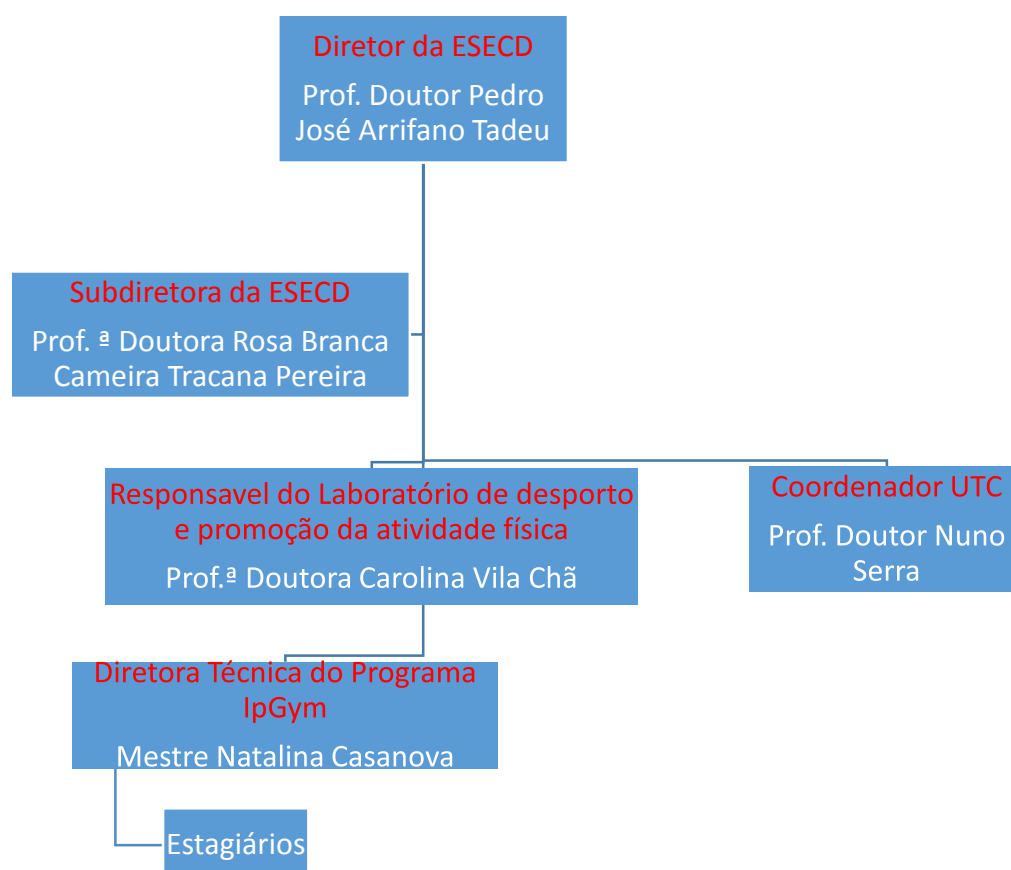 Diretor da ESECD
Prof. Doutor Pedro
José Arrifano Tadeu
Subdiretora da ESECD
Prof. ª Doutora Rosa Branca
Cameira Tracana Pereira
Responsavel do Laboratório de desporto
e promoção da atividade física
Prof.ª Doutora Carolina Vila Chã
Coordenador UTC
Prof. Doutor Nuno
Serra
Diretora Técnica do Programa
IpGym
Mestre Natalina Casanova
Estagiários